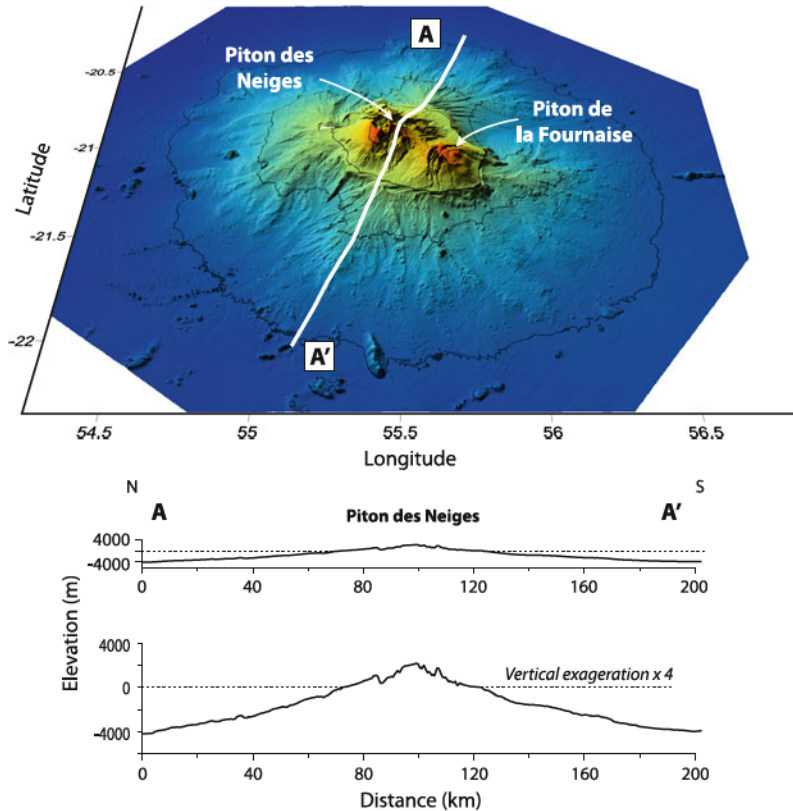 A
Piton des
Neiges
Piton de
la Fournaise
Latitude
-20.5
-21
-21.5
-22
A'
54.5 55 55.5 56 56.5
Longitude
N S
A Piton des Neiges A'
Elevation (m)
4000
-4000
0 40 80 120 160 200
4000
0
-4000
Vertical exageration x 4
0 40 80 120 160 200
Distance (km)